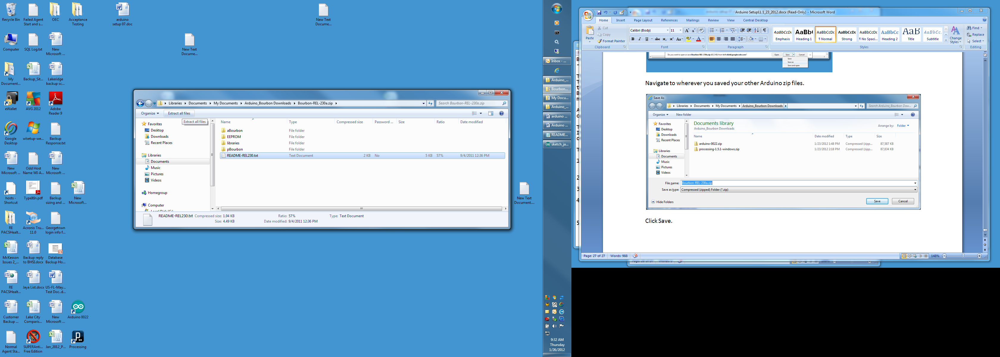 Recycle Bin
Failed Agent
Start and s...
OEC
Acceptance
Testing
arduino
setup 07.doc
New Text
Docume...
Computer
SQL Log.txt
New
Microsoft ...
New Text
Docume...
My
Document...
Backup_Sit...
Lakeridge
backup sc...
eWallet
AVG 2012
Adobe
Reader 9
Google
Desktop
wlsetup-we...
Backup
Response.txt
New
Microsoft ...
Odd Host
Name WI-A...
New
Microsoft ...
hosts -
Shortcut
TypeItIn.pdf
Backup
sizing and ...
New
Microsoft...
RE
PACSHealt...
Acronis Tru...
11.0
Georgetown
login info f...
McKesson
Issues 2_...
Backup reply
to BHSI.docx
Database
Backup Ho...
RE
PACSHealt...
Jaya List.docx
US-FL-May...
Test Doc..d...
Customer
Backup ...
Lake City
Comparis...
New
Microsoft ...
Arduino 0022
Normal
Agent Sta...
SUPERAnti...
Free Edition
Jan_2012_P...
Processing
New Text
Document....
Libraries
Documents
My Documents
Arduino_Bourbon Downloads
Bourbon-REL-230a.zip
Search Bourbon-REL-230a.zip
Organize
Extract all files
Extract all files
Favorites
Desktop
Downloads
Recent Places
Libraries
Documents
Music
Pictures
Videos
Homegroup
Computer
Name Type Compressed size Password ... Size Ratio Date modified
aBourbon File folder
EEPROM File folder
libraries File folder
pBourbon File folder
README-REL230.txt Text Document 2 KB No 5 KB 57% 9/4/2011 12:36 PM
README-REL230.txt Compressed size: 1.94 KB Ratio: 57% Type: Text Document
Size: 4.49 KB Date modified: 9/4/2011 12:36 PM
Inbox - ...
Arduino_...
Bourbon...
My Docu...
Arduino_...
arduino ...
Arduino ...
README...
sketch_ja...
9:32 AM
Thursday
1/26/2012
Arduino SetupLL 1_23_2012.docx (Read-Only) - Microsoft Word
Home Insert Page Layout References Mailings Review View Central Desktop
Paste
Cut
Copy
Format Painter
Clipboard
Calibri (Body) 11
Font
Paragraph
AaBbCcDc AaBb( AaBbCcDc AaBbCcDc AaBbCcDc AaBbCc AaB AaBbCc.
Emphasis Heading 1 ¶ Normal Strong ¶ No Spaci... Heading 2 Title Subtitle
Change
Styles
Styles
Find
Replace
Select
Editing
Do you want to open or save Bourbon-REL-230a.zip (63.2 KB) from tc4-shield.googlecode.com?
Open Save Cancel
Save
Save as
Save and open
Navigate to wherever you saved your other Arduino zip files.
Save As
Libraries
Documents
My Documents
Arduino_Bourbon Downloads
Search Arduino_Bourbon Dow...
Organize
New folder
Favorites
Desktop
Downloads
Recent Places
Libraries
Documents
Music
Pictures
Videos
Documents library
Arduino_Bourbon Downloads
Arrange by: Folder
Name Date modified Type Size
arduino-0022.zip 1/23/2012 1:48 PM Compressed (zipp... 87,587 KB
processing-1.5.1-windows.zip 1/23/2012 2:18 PM Compressed (zipp... 87,834 KB
File name: Bourbon-REL-230a.zip
Save as type: Compressed (zipped) Folder (*.zip)
Hide Folders
Save
Cancel
Click Save.
Page: 27 of 27 Words: 988
148%